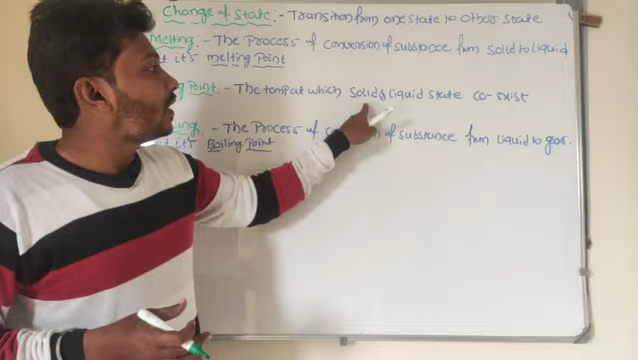 Change of State:- Transition from one state to other state
Melting:- The Process of conversion of substance from solid to liquid
it's melting Point
Point:- The temp at which solid & liquid state co-exist
The Process of of substance from liquid to gas.
it's Boiling Point